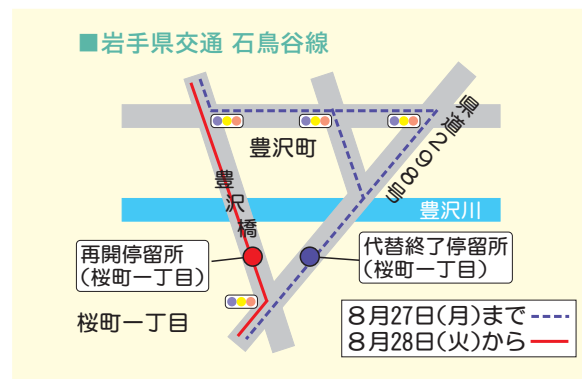 ■岩手県交通 石鳥谷線
県道298号
豊沢町
豊沢橋
豊沢川
再開停留所
(桜町一丁目)
代替終了停留所
(桜町一丁目)
桜町一丁目
8月27日(月)まで
8月28日(火)から